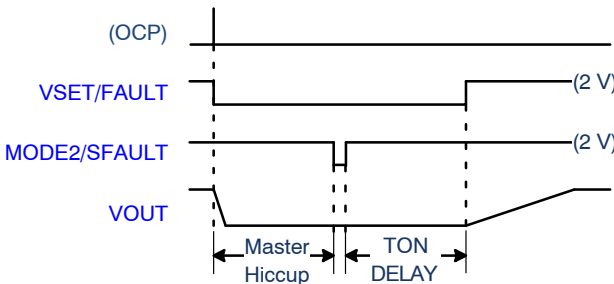 (OCP)
VSET/FAULT
(2 V)
MODE2/SFAULT
(2 V)
VOUT
Master
Hiccup
TON
DELAY